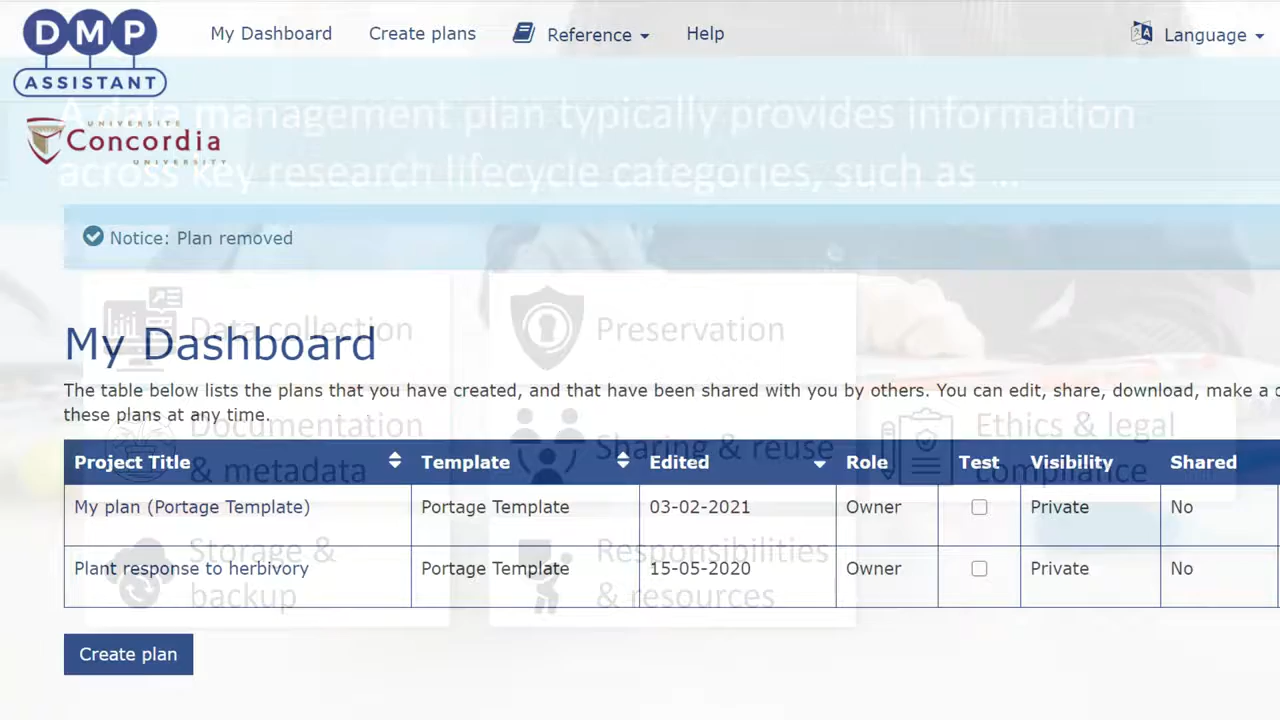 DMP
ASSISTANT
My Dashboard
Create plans
Reference
Help
Language
UNIVERSITÉ
Concordia
UNIVERSITY
A data management plan typically provides information
across key research lifecycle categories, such as ...
Notice: Plan removed
Data collection
Preservation
My Dashboard
The table below lists the plans that you have created, and that have been shared with you by others. You can edit, share, download, make a
these plans at any time.
Documentation
& metadata
Sharing & reuse
Ethics & legal
compliance
Project Title Template Edited Role Test Visibility Shared
My plan (Portage Template) Portage Template 03-02-2021 Owner Private No
Plant response to herbivory Portage Template 15-05-2020 Owner Private No
Storage &
backup
Responsibilities
& resources
Create plan